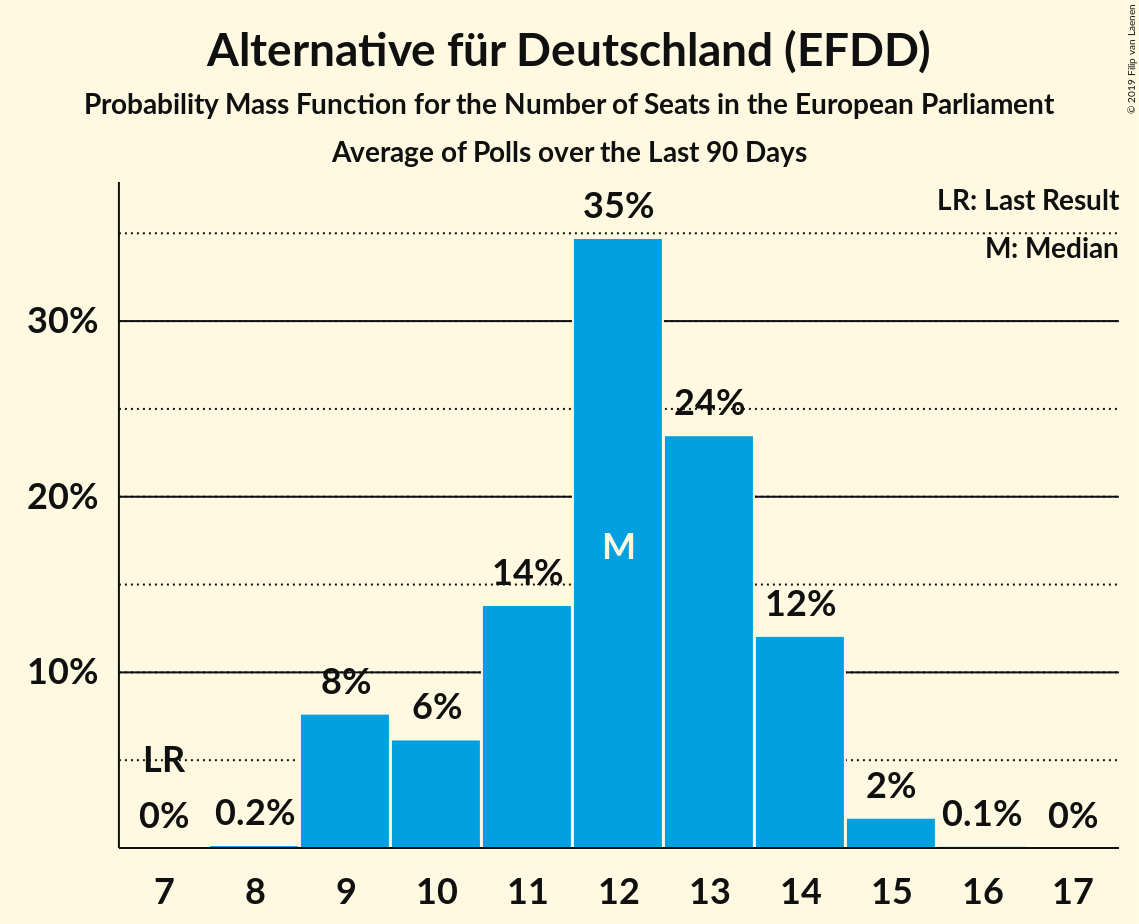 Alternative für Deutschland (EFDD)
Probability Mass Function for the Number of Seats in the European Parliament
Average of Polls over the Last 90 Days
© 2019 Filip van Laenen
LR: Last Result
M: Median
35%
30%
24%
20%
M
14%
12%
10%
8%
6%
LR
2%
0%
0.2%
0.1%
0%
7 8 9 10 11 12 13 14 15 16 17